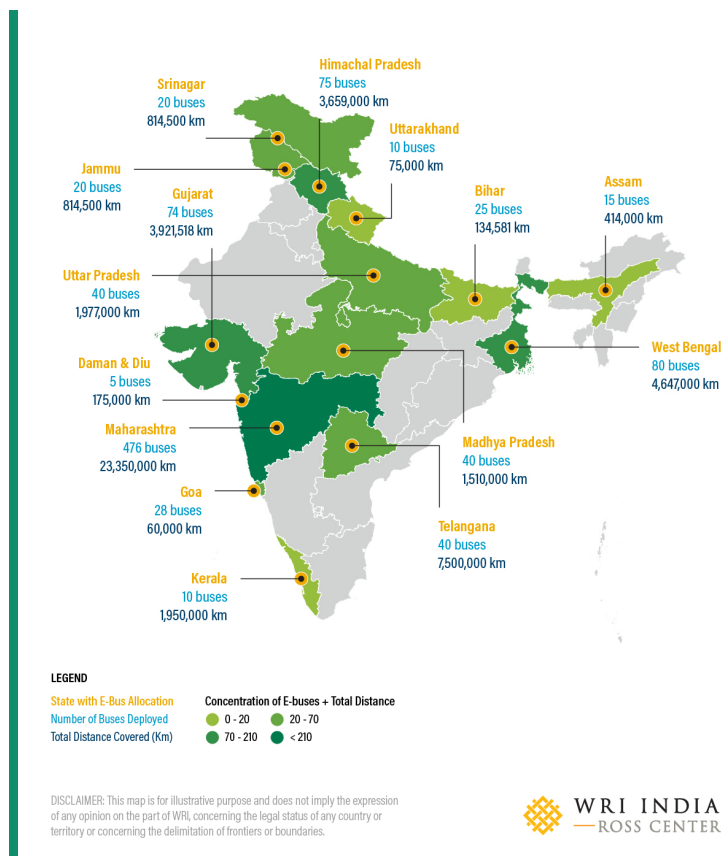 Himachal Pradesh
75 buses
3,659,000 km
Srinagar
20 buses
814,500 km
Uttarakhand
10 buses
75,000 km
Jammu
20 buses
814,500 km
Gujarat
74 buses
3,921,518 km
Bihar
25 buses
134,581 km
Assam
15 buses
414,000 km
Uttar Pradesh
40 buses
1,977,000 km
West Bengal
80 buses
4,647,000 km
Daman & Diu
5 buses
175,000 km
Maharashtra
476 buses
23,350,000 km
Madhya Pradesh
40 buses
1,510,000 km
Goa
28 buses
60,000 km
Telangana
40 buses
7,500,000 km
Kerala
10 buses
1,950,000 km
LEGEND
State with E-Bus Allocation
Number of Buses Deployed
Total Distance Covered (Km)
Concentration of E-buses + Total Distance
0 - 20
20 - 70
70 - 210
< 210
DISCLAIMER: This map is for illustrative purpose and does not imply the expression
of any opinion on the part of WRI, concerning the legal status of any country or
territory or concerning the delimitation of frontiers or boundaries.
WRI INDIA
ROSS CENTER